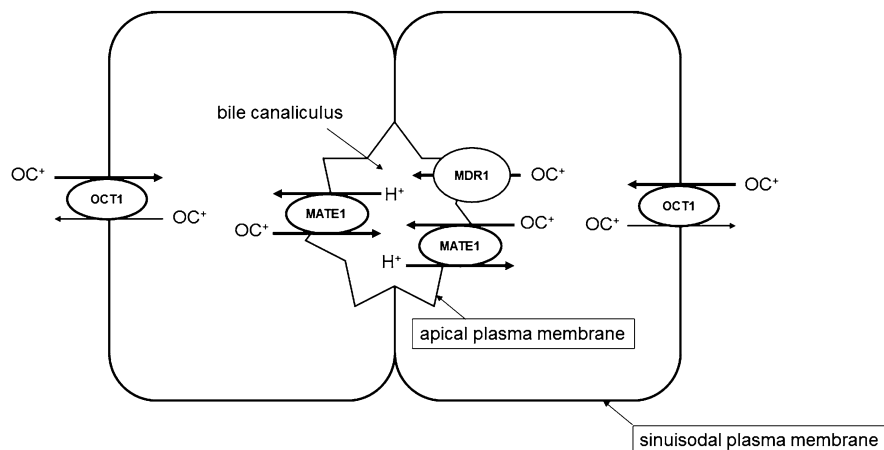 bile canaliculus
OC⁺
OCT1
OC⁺
MATE1
H⁺
OC⁺
MDR1
OC⁺
MATE1
OC⁺
H⁺
OC⁺
OCT1
OC⁺
apical plasma membrane
sinuisodal plasma membrane